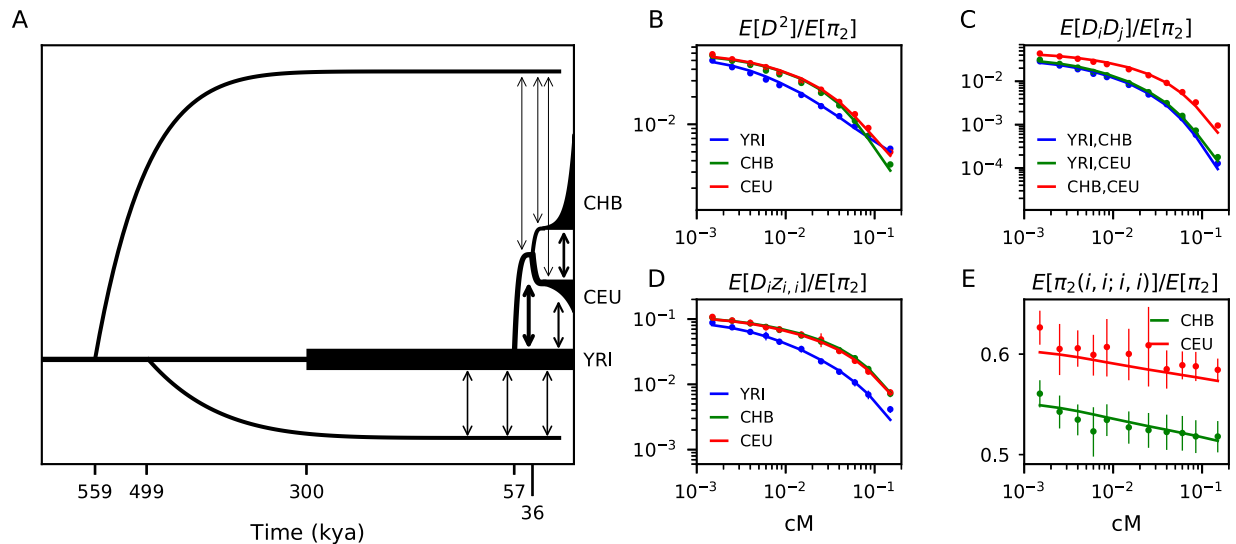 A
CHB
CEU
YRI
559
499
300
57
36
Time (kya)
B
E[D²]/E[π₂]
10⁻²
YRI
CHB
CEU
10⁻³
10⁻²
10⁻¹
C
E[DᵢDⱼ]/E[π₂]
10⁻²
10⁻³
10⁻⁴
YRI,CHB
YRI,CEU
CHB,CEU
10⁻³
10⁻²
10⁻¹
D
E[Dᵢzᵢ,ᵢ]/E[π₂]
10⁻¹
10⁻²
10⁻³
YRI
CHB
CEU
10⁻³
10⁻²
10⁻¹
cM
E
E[π₂(i, i; i, i)]/E[π₂]
0.6
0.5
CHB
CEU
10⁻³
10⁻²
10⁻¹
cM